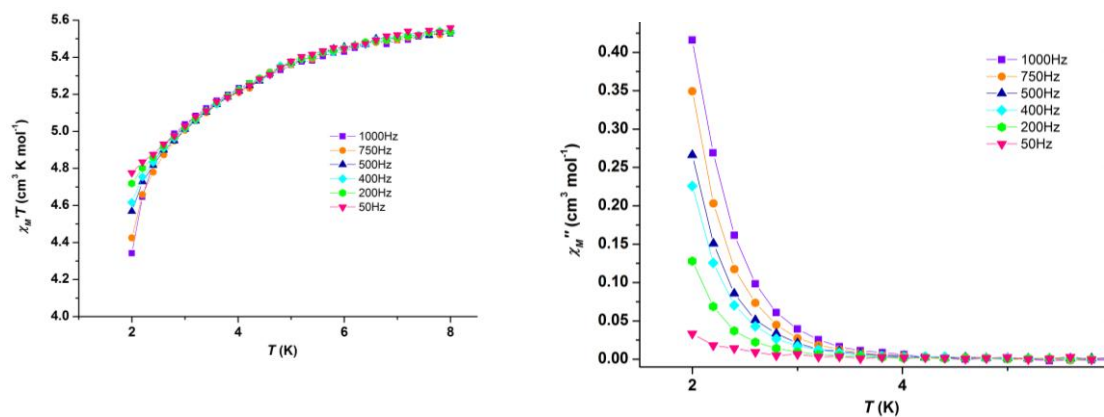 5.6
5.4
5.2
5.0
4.8
4.6
4.4
4.2
4.0
2
4
6
8
χM'T (cm³ K mol⁻¹)
T (K)
1000Hz
750Hz
500Hz
400Hz
200Hz
50Hz
0.40
0.35
0.30
0.25
0.20
0.15
0.10
0.05
0.00
2
4
χM'' (cm³ mol⁻¹)
T (K)
1000Hz
750Hz
500Hz
400Hz
200Hz
50Hz